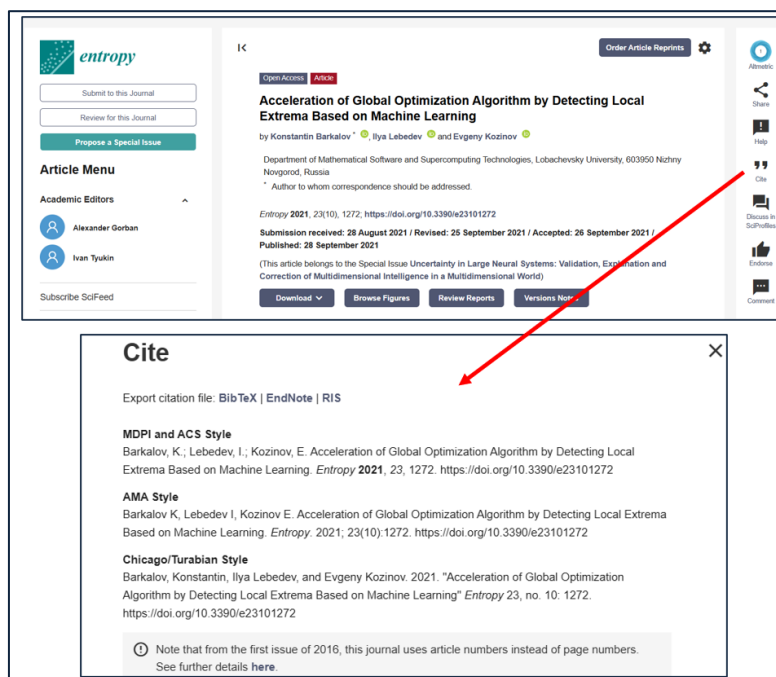 entropy
Submit to this Journal
Review for this Journal
Propose a Special Issue
Article Menu
Academic Editors
Alexander Gorban
Ivan Tyukin
Subscribe SciFeed
Order Article Reprints
Open Access Article
Acceleration of Global Optimization Algorithm by Detecting Local
Extrema Based on Machine Learning
by Konstantin Barkalov * , Ilya Lebedev and Evgeny Kozinov
Department of Mathematical Software and Supercomputing Technologies, Lobachevsky University, 603950 Nizhny
Novgorod, Russia
* Author to whom correspondence should be addressed.
Entropy 2021, 23(10), 1272; https://doi.org/10.3390/e23101272
Submission received: 28 August 2021 / Revised: 25 September 2021 / Accepted: 26 September 2021 /
Published: 28 September 2021
(This article belongs to the Special Issue Uncertainty in Large Neural Systems: Validation, Explanation and
Correction of Multidimensional Intelligence in a Multidimensional World)
Download
Browse Figures
Review Reports
Versions Notes
Altmetric
Share
Help
Cite
Discuss in
SciProfiles
Endorse
Comment
Cite
Export citation file: BibTeX | EndNote | RIS
MDPI and ACS Style
Barkalov, K.; Lebedev, I.; Kozinov, E. Acceleration of Global Optimization Algorithm by Detecting Local
Extrema Based on Machine Learning. Entropy 2021, 23, 1272. https://doi.org/10.3390/e23101272
AMA Style
Barkalov K, Lebedev I, Kozinov E. Acceleration of Global Optimization Algorithm by Detecting Local Extrema
Based on Machine Learning. Entropy. 2021; 23(10):1272. https://doi.org/10.3390/e23101272
Chicago/Turabian Style
Barkalov, Konstantin, Ilya Lebedev, and Evgeny Kozinov. 2021. "Acceleration of Global Optimization
Algorithm by Detecting Local Extrema Based on Machine Learning" Entropy 23, no. 10: 1272.
https://doi.org/10.3390/e23101272
Note that from the first issue of 2016, this journal uses article numbers instead of page numbers.
See further details here.